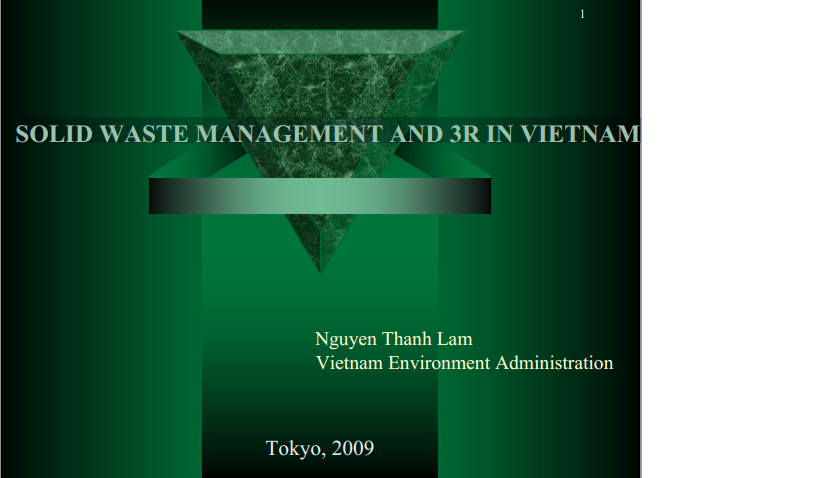 1
SOLID WASTE MANAGEMENT AND 3R IN VIETNAM
Nguyen Thanh Lam
Vietnam Environment Administration
Tokyo, 2009